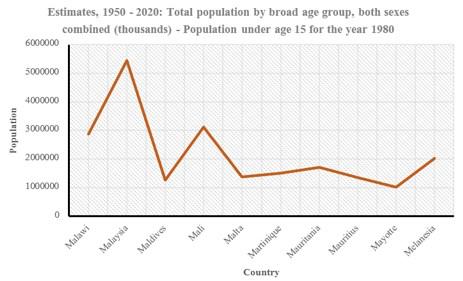 Estimates, 1950 - 2020: Total population by broad age group, both sexes
combined (thousands) - Population under age 15 for the year 1980
6000000
5000000
4000000
3000000
2000000
1000000
0
Population
Malawi
Malaysia
Maldives
Mali
Malta
Martinique
Mauritania
Mauritius
Mayotte
Melanesia
Country